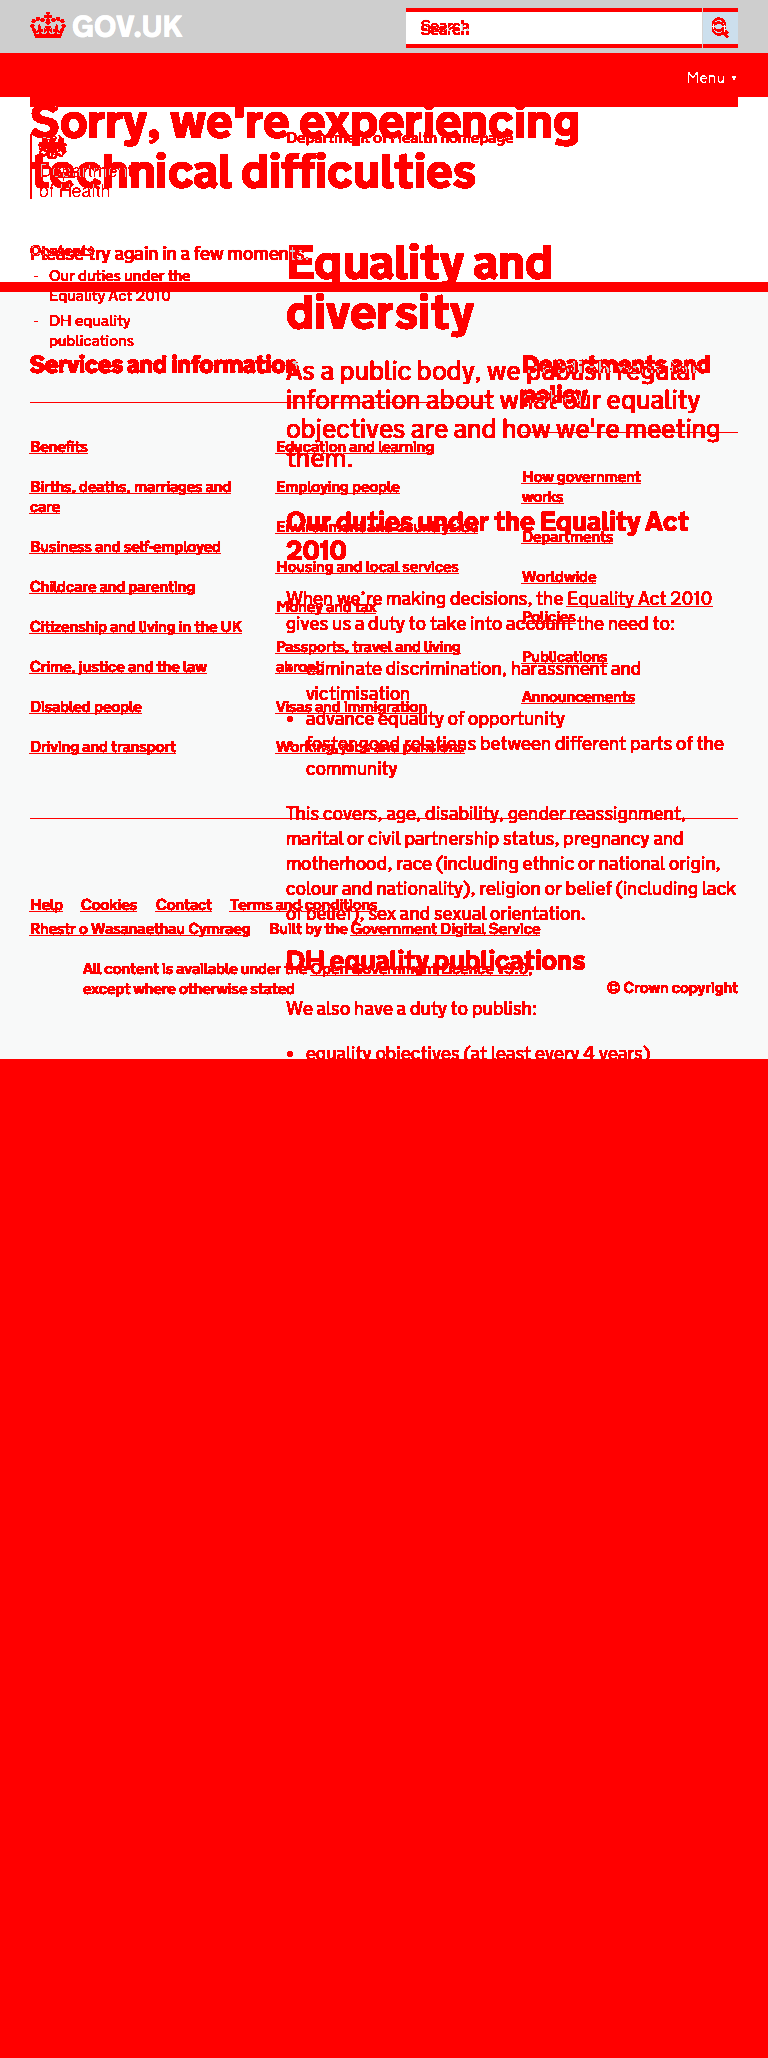 GOV.UK
Search
Search
Menu ▾
Sorry, we're experiencing
technical difficulties
Department of Health homepage
Department
of Health
Contents
Please try again in a few moments.
- Our duties under the
Equality Act 2010
- DH equality
publications
Equality and
diversity
Services and information
Departments and
policy
As a public body, we publish regular
information about what our equality
objectives are and how we're meeting
them.
Benefits
Births, deaths, marriages and
care
Business and self-employed
Childcare and parenting
Citizenship and living in the UK
Crime, justice and the law
Disabled people
Driving and transport
Education and learning
Employing people
Environment and countryside
Housing and local services
Money and tax
Passports, travel and living
abroad
Visas and immigration
Working, jobs and pensions
How government
works
Departments
Worldwide
Policies
Publications
Announcements
Our duties under the Equality Act
2010
When we're making decisions, the Equality Act 2010
gives us a duty to take into account the need to:
• eliminate discrimination, harassment and
victimisation
• advance equality of opportunity
• foster good relations between different parts of the
community
This covers, age, disability, gender reassignment,
marital or civil partnership status, pregnancy and
motherhood, race (including ethnic or national origin,
colour and nationality), religion or belief (including lack
of belief), sex and sexual orientation.
Help Cookies Contact Terms and conditions
Rhestr o Wasanaethau Cymraeg Built by the Government Digital Service
DH equality publications
All content is available under the Open Government Licence v3.0,
except where otherwise stated
© Crown copyright
We also have a duty to publish:
• equality objectives (at least every 4 years)